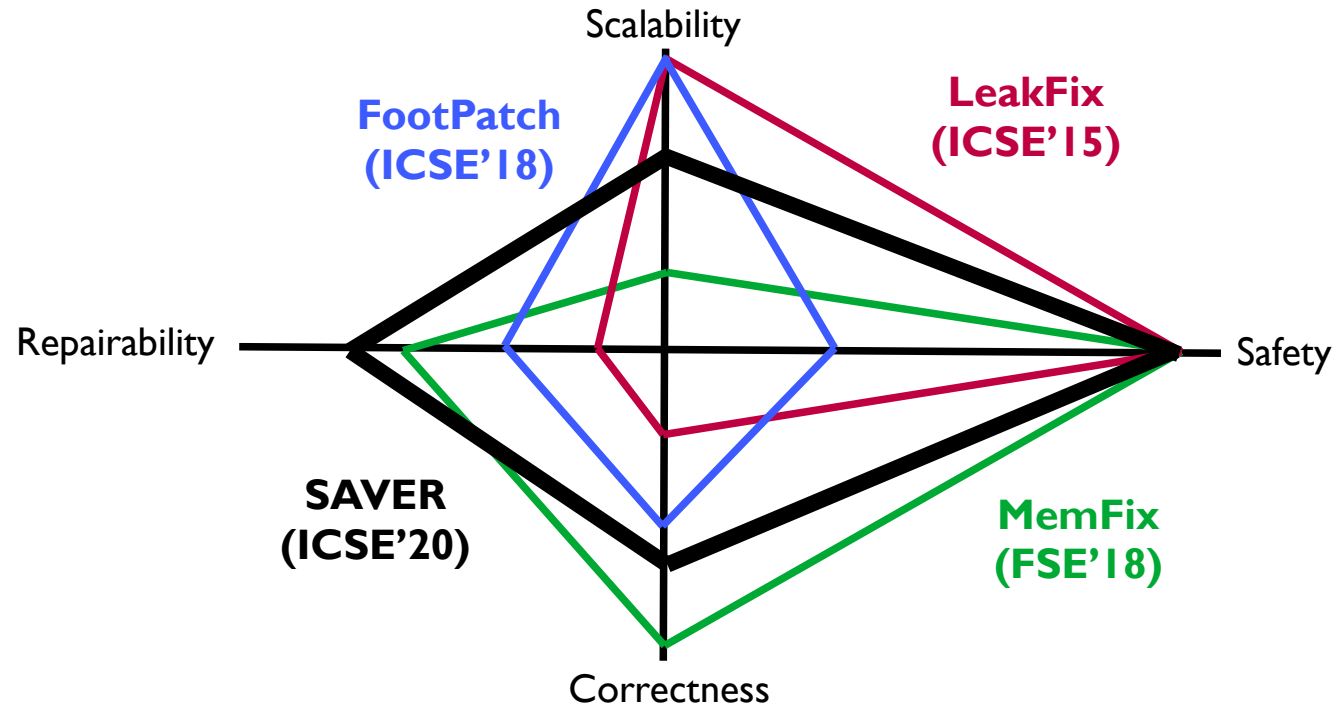 Scalability
FootPatch
(ICSE’18)
LeakFix
(ICSE’15)
Repairability
Safety
SAVER
(ICSE’20)
MemFix
(FSE’18)
Correctness